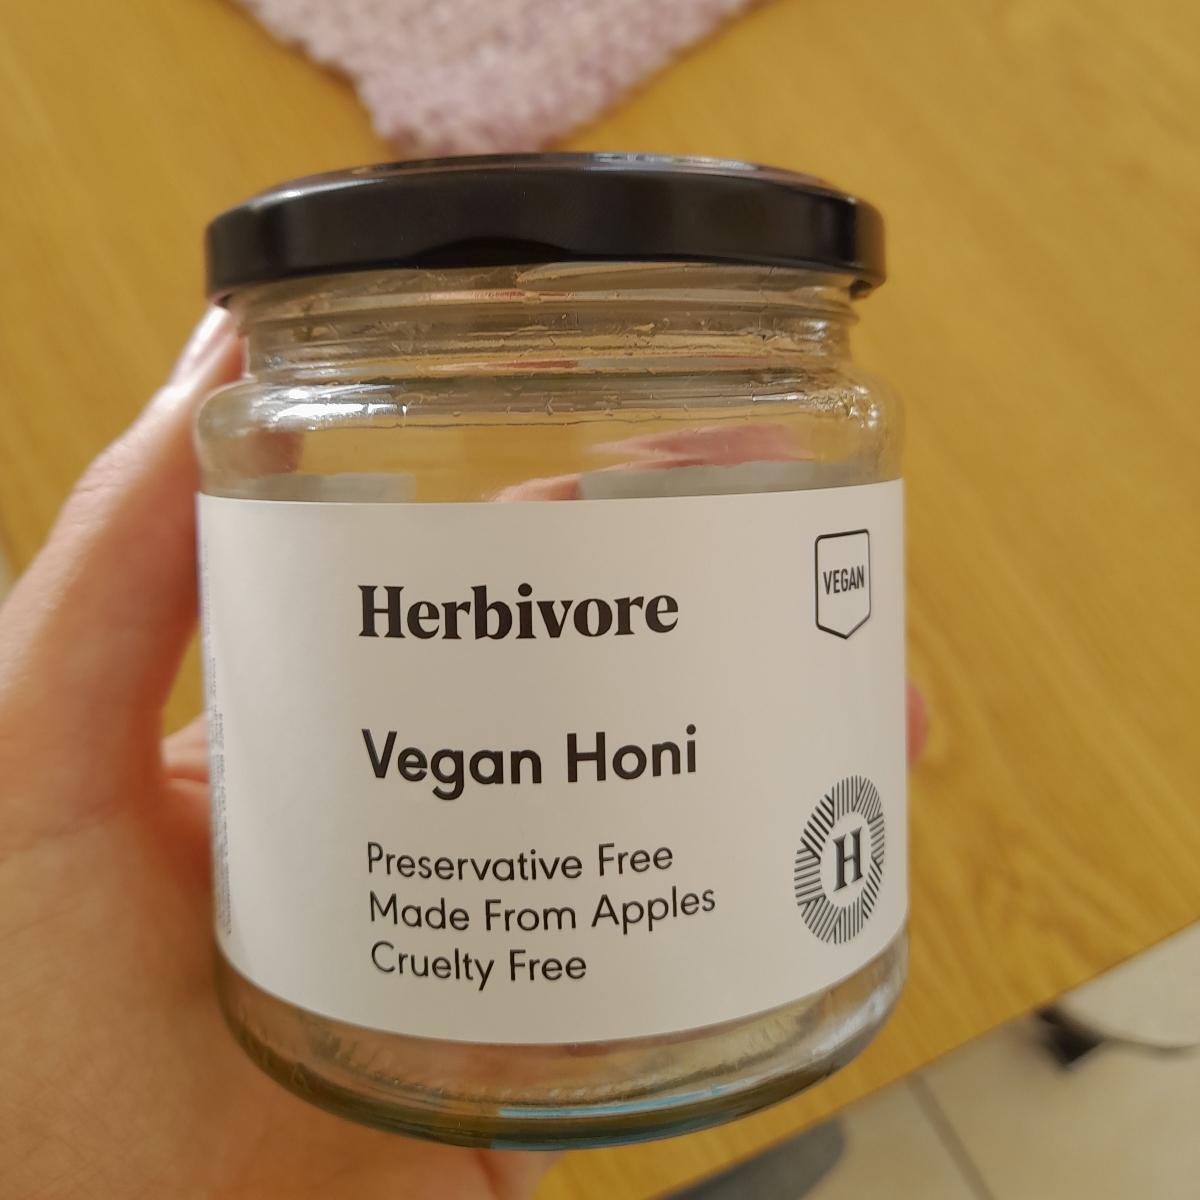 Herbivore
VEGAN
Vegan Honi
Preservative Free
Made From Apples
Cruelty Free
H